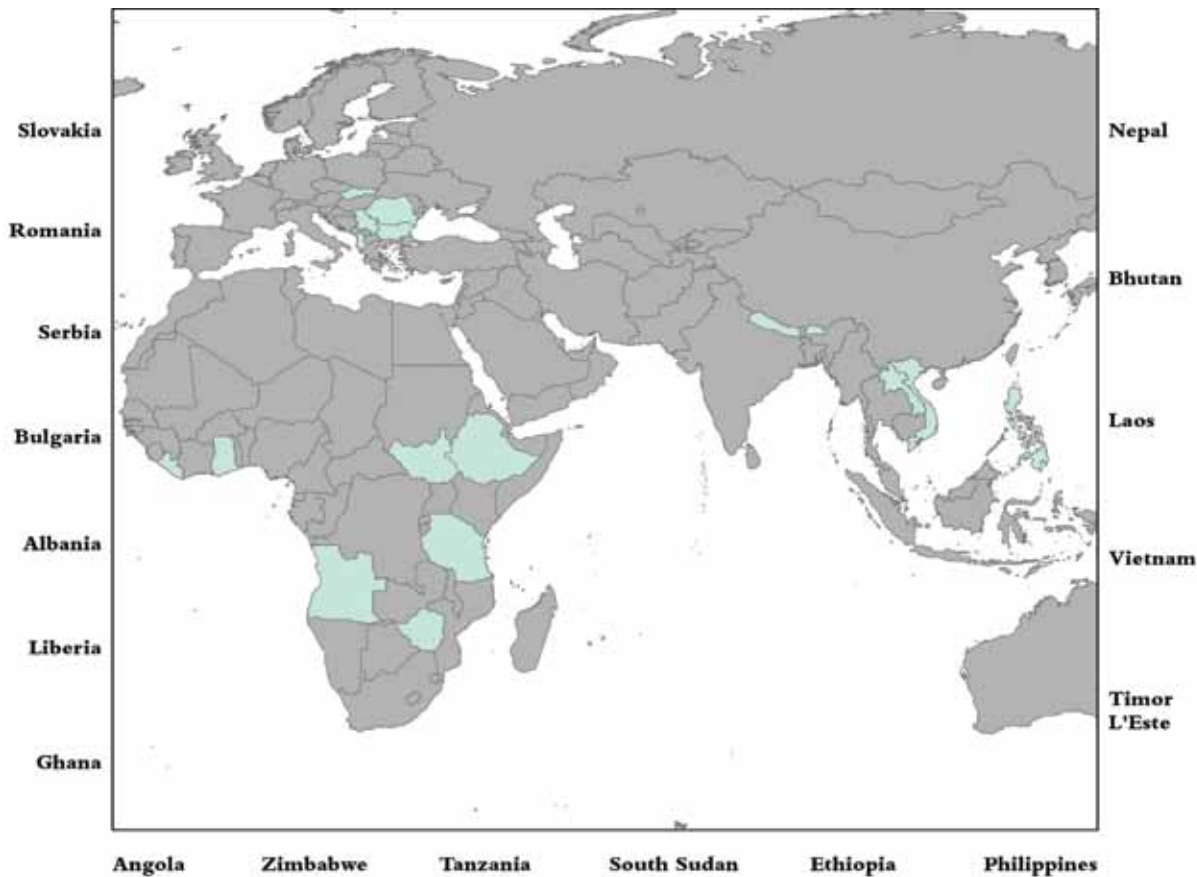 Slovakia
Romania
Serbia
Bulgaria
Albania
Liberia
Ghana
Nepal
Bhutan
Laos
Vietnam
Timor
L'Este
Angola Zimbabwe Tanzania South Sudan Ethiopia Philippines